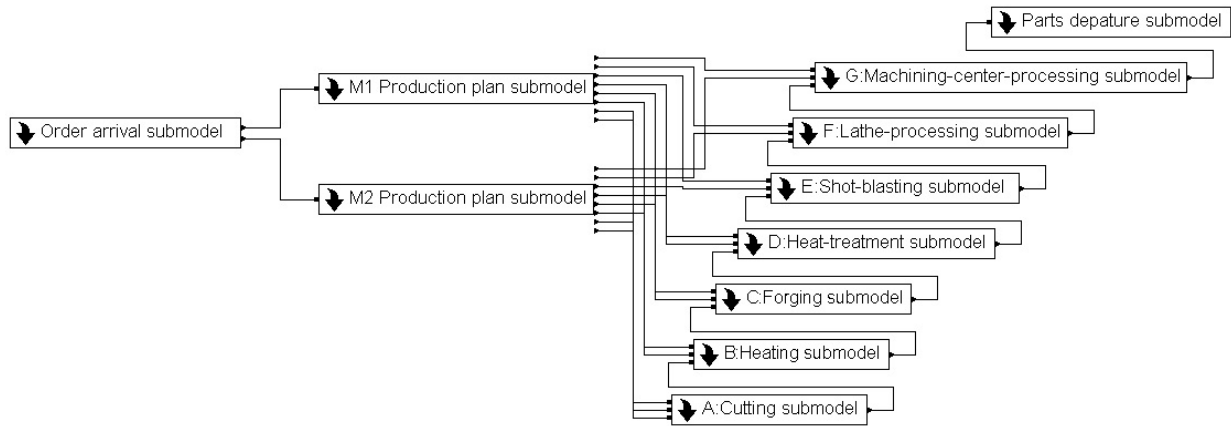 Parts depature submodel
G:Machining-center-processing submodel
M1 Production plan submodel
Order arrival submodel
F:Lathe-processing submodel
M2 Production plan submodel
E:Shot-blasting submodel
D:Heat-treatment submodel
C:Forging submodel
B:Heating submodel
A:Cutting submodel